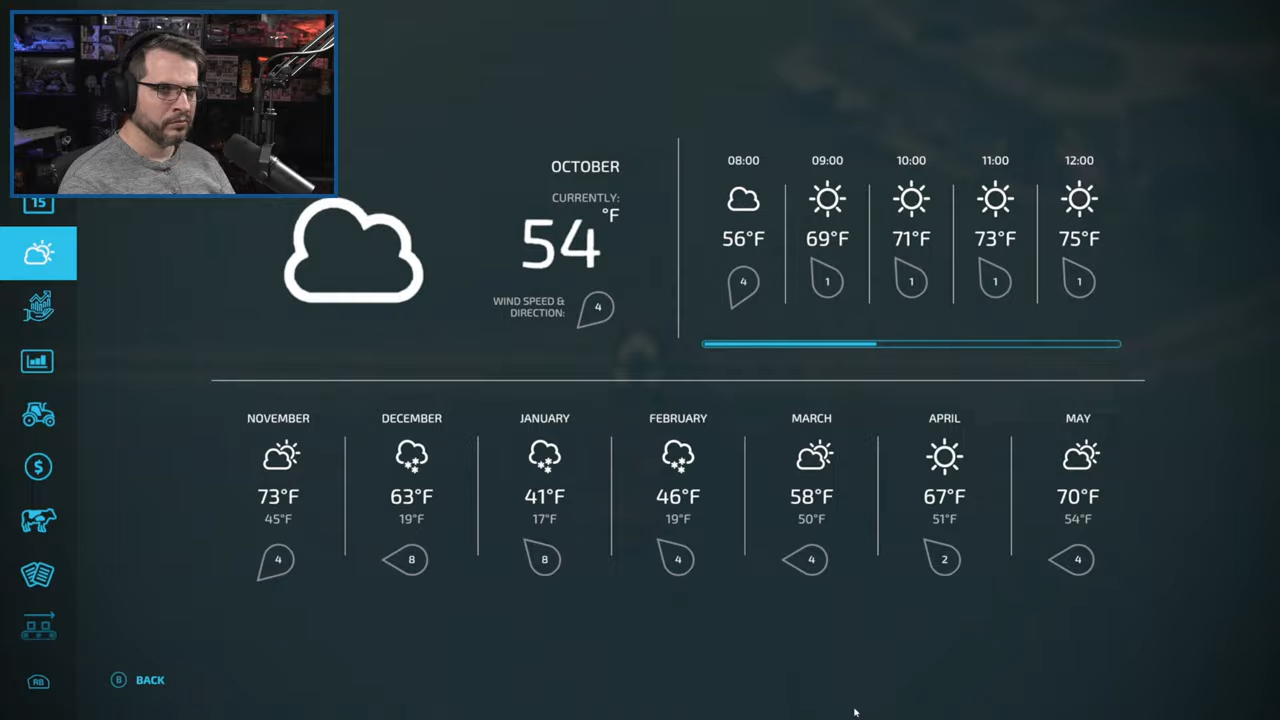 15
OCTOBER
CURRENTLY:
54 °F
WIND SPEED &
DIRECTION:
4
08:00 09:00 10:00 11:00 12:00
56°F 69°F 71°F 73°F 75°F
4 1 1 1 1
NOVEMBER DECEMBER JANUARY FEBRUARY MARCH APRIL MAY
73°F 63°F 41°F 46°F 58°F 67°F 70°F
45°F 19°F 17°F 19°F 50°F 51°F 54°F
4 8 8 4 4 2 4
$
RB
B BACK